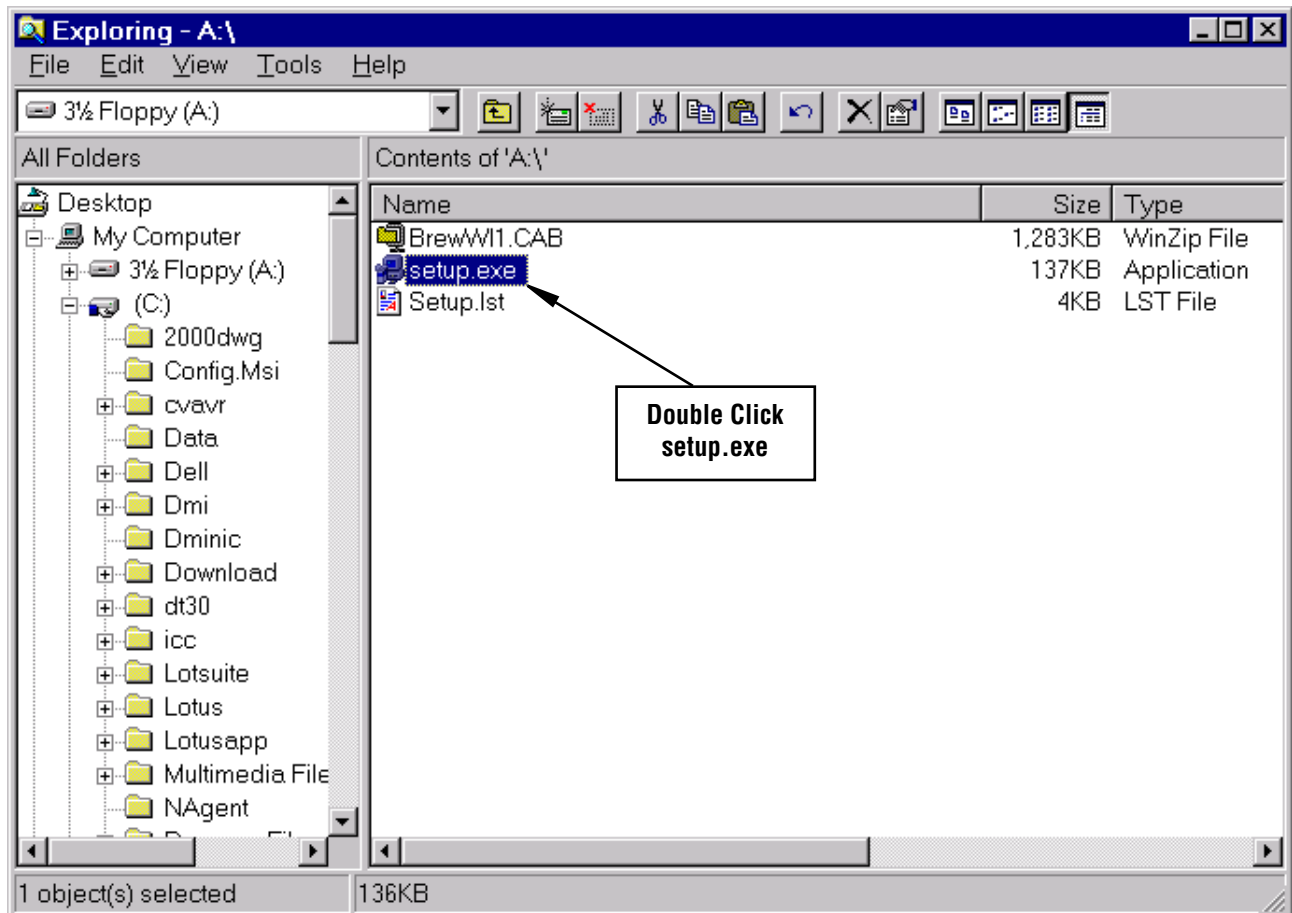 Exploring - A:\
File Edit View Tools Help
3½ Floppy (A:)
All Folders
Contents of 'A:\'
Desktop
My Computer
3½ Floppy (A:)
(C:)
2000dwg
Config.Msi
cvavr
Data
Dell
Dmi
Dminic
Download
dt30
icc
Lotsuite
Lotus
Lotusapp
Multimedia File
NAgent
Name Size Type
BrewWI1.CAB 1,283KB WinZip File
setup.exe 137KB Application
Setup.lst 4KB LST File
Double Click
setup.exe
1 object(s) selected
136KB